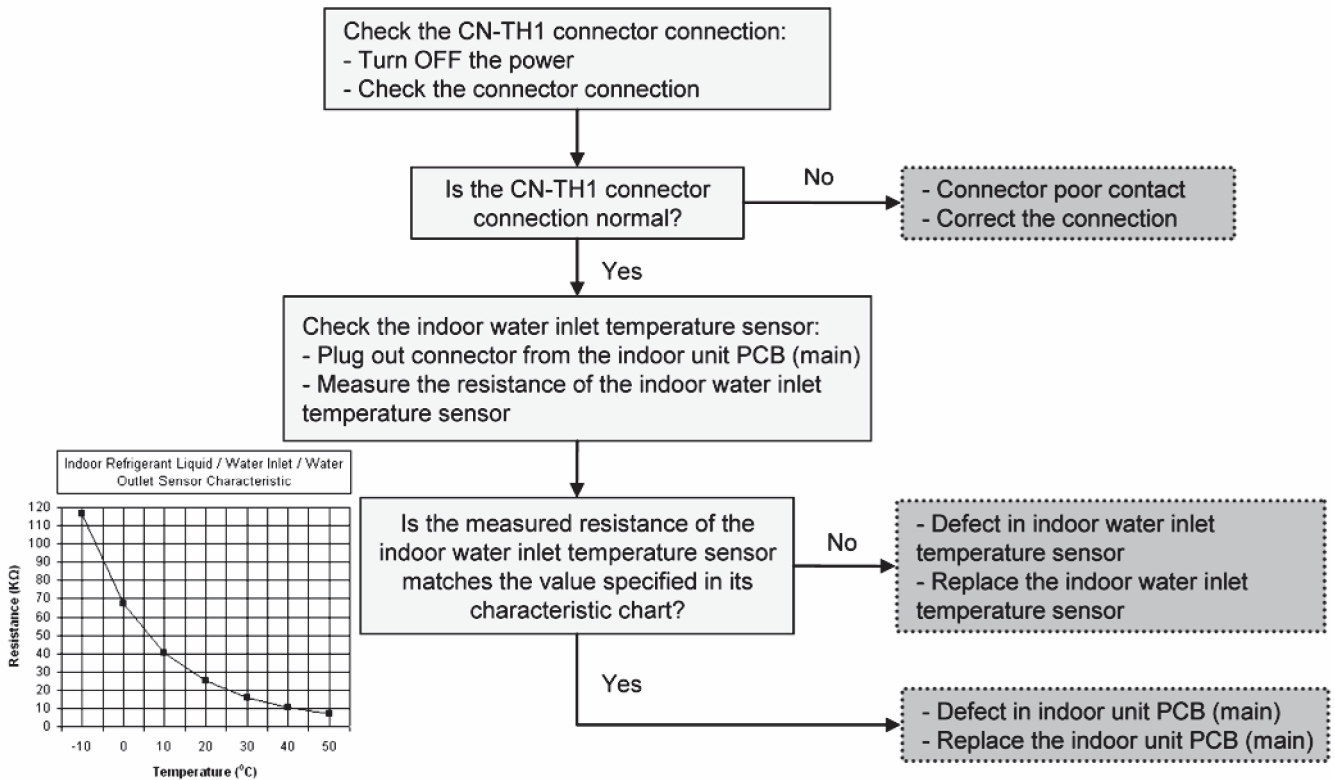 Check the CN-TH1 connector connection:
- Turn OFF the power
- Check the connector connection
Is the CN-TH1 connector
connection normal?
No
- Connector poor contact
- Correct the connection
Yes
Check the indoor water inlet temperature sensor:
- Plug out connector from the indoor unit PCB (main)
- Measure the resistance of the indoor water inlet
temperature sensor
Indoor Refrigerant Liquid / Water Inlet / Water
Outlet Sensor Characteristic
120
110
100
90
80
70
60
50
40
30
20
10
0
Resistance (KΩ)
-10 0 10 20 30 40 50
Temperature (⁰C)
Is the measured resistance of the
indoor water inlet temperature sensor
matches the value specified in its
characteristic chart?
No
- Defect in indoor water inlet
temperature sensor
- Replace the indoor water inlet
temperature sensor
Yes
- Defect in indoor unit PCB (main)
- Replace the indoor unit PCB (main)